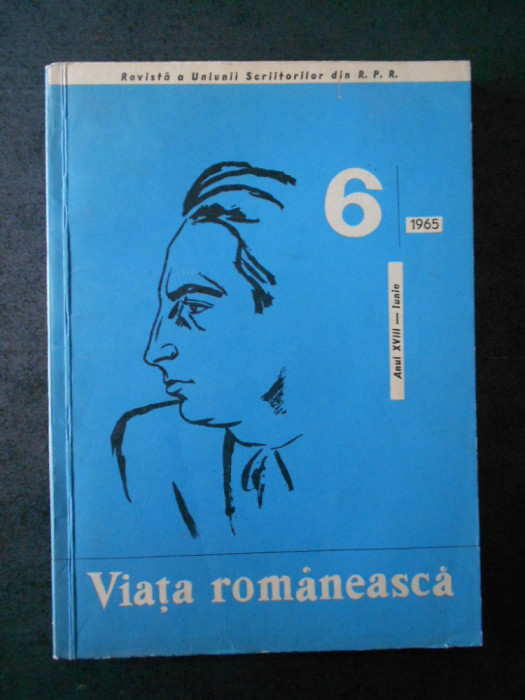 Revistă a Uniunii Scriitorilor din R. P. R.
6
1965
Anul XVIII — Iunie
Viața românească